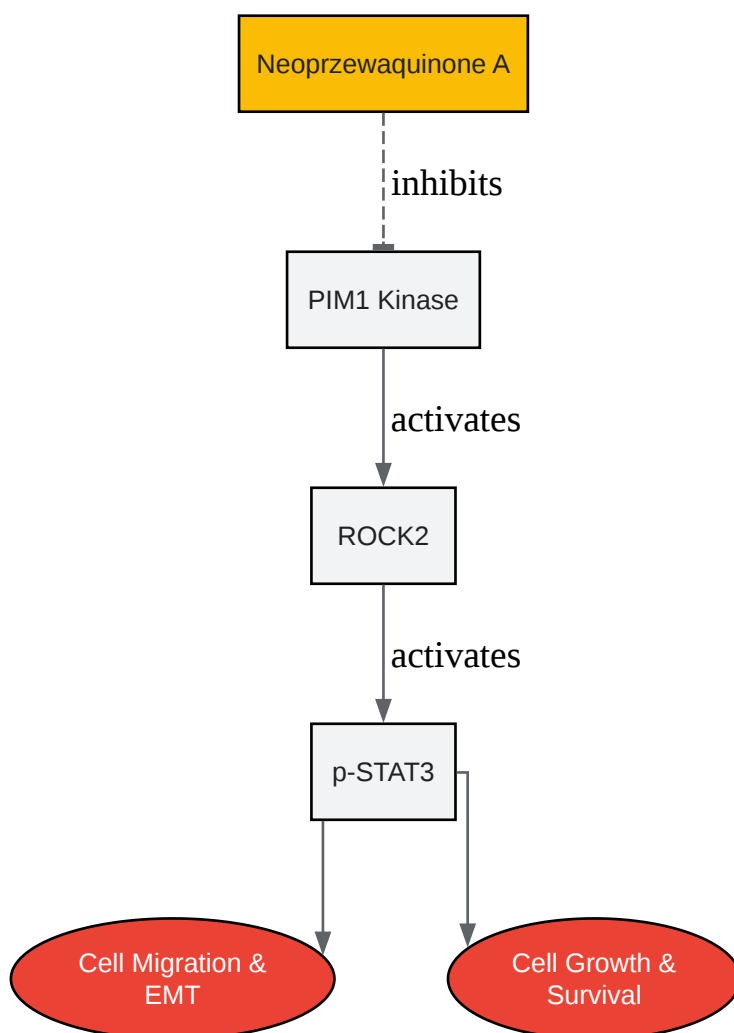 Neoprzewaquinone A
inhibits
PIM1 Kinase
activates
ROCK2
activates
p-STAT3
Cell Migration &
EMT
Cell Growth &
Survival